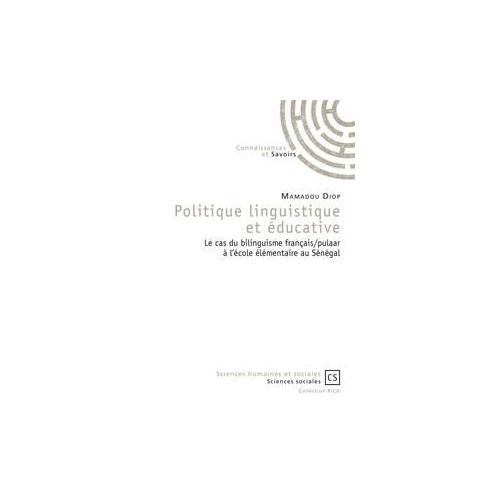 Connaissances
et Savoirs
Mamadou Diop
Politique linguistique
et éducative
Le cas du bilinguisme français/pulaar
à l'école élémentaire au Sénégal
Sciences humaines et sociales
Sciences sociales
CS
Collection